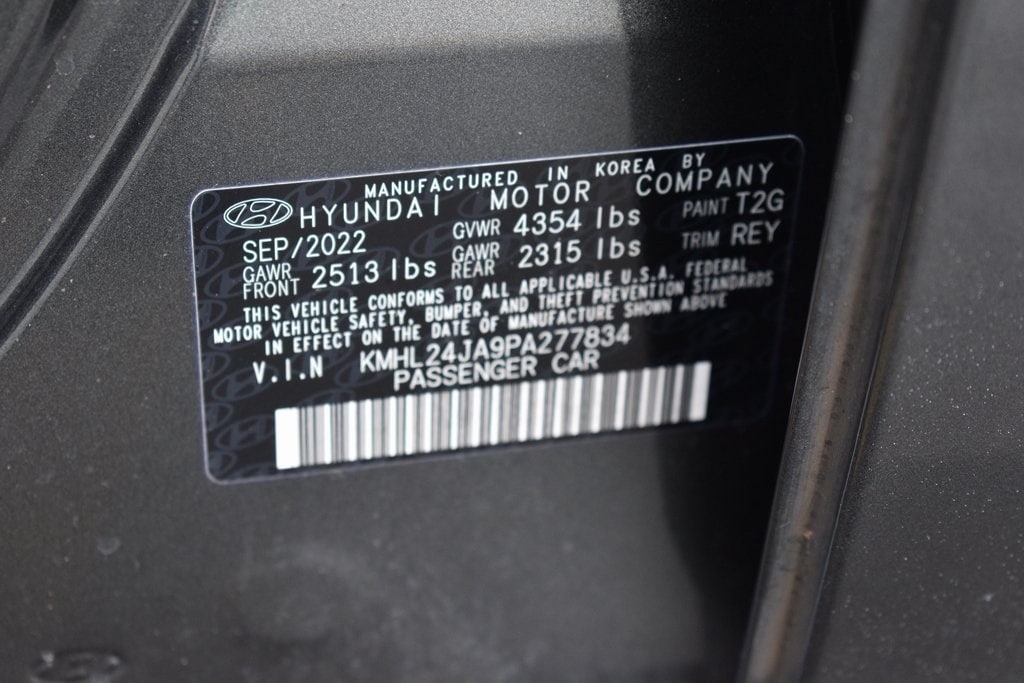 MANUFACTURED IN KOREA BY
HYUNDAI MOTOR COMPANY
SEP/2022 GVWR 4354 lbs PAINT T2G
GAWR FRONT 2513 lbs GAWR REAR 2315 lbs TRIM REY
THIS VEHICLE CONFORMS TO ALL APPLICABLE U.S.A. FEDERAL
MOTOR VEHICLE SAFETY, BUMPER, AND THEFT PREVENTION STANDARDS
IN EFFECT ON THE DATE OF MANUFACTURE SHOWN ABOVE
V.I.N KMHL24JA9PA277834
PASSENGER CAR